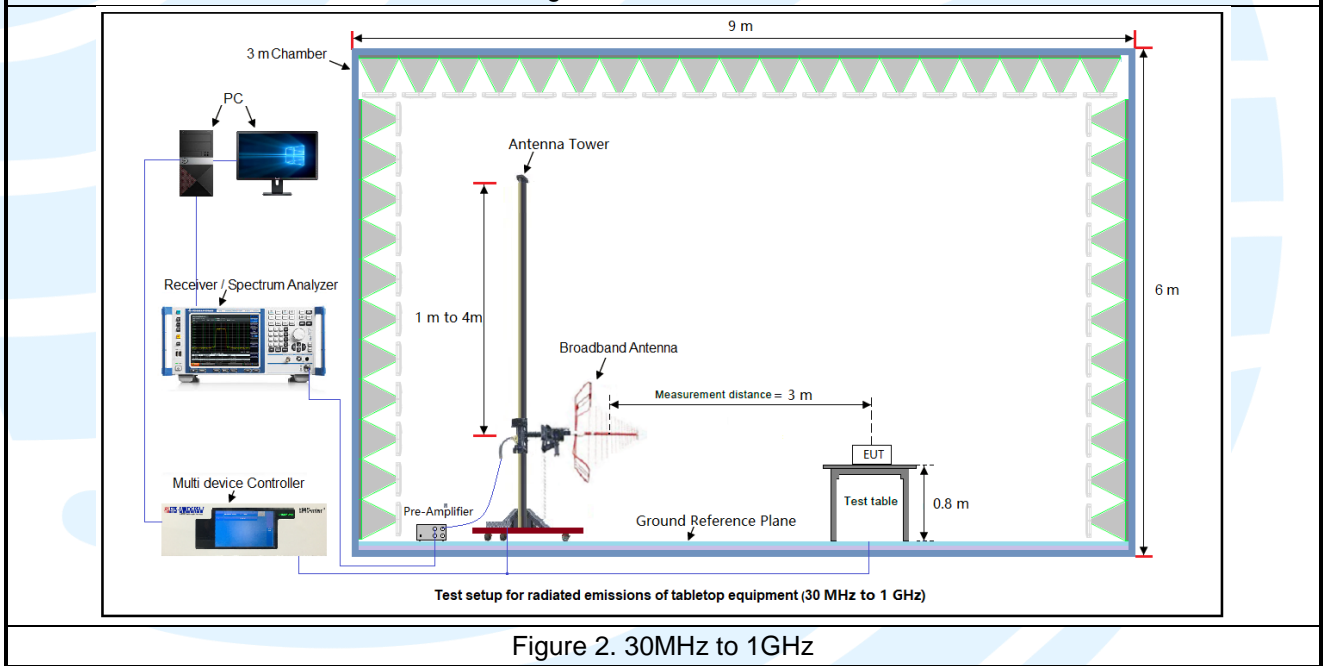 9 m
3 m Chamber
PC
Antenna Tower
Receiver / Spectrum Analyzer
6 m
1 m to 4m
Broadband Antenna
Measurement distance = 3 m
EUT
Multi device Controller
Pre-Amplifier
Test table
0.8 m
Ground Reference Plane
Test setup for radiated emissions of tabletop equipment (30 MHz to 1 GHz)
Figure 2. 30MHz to 1GHz